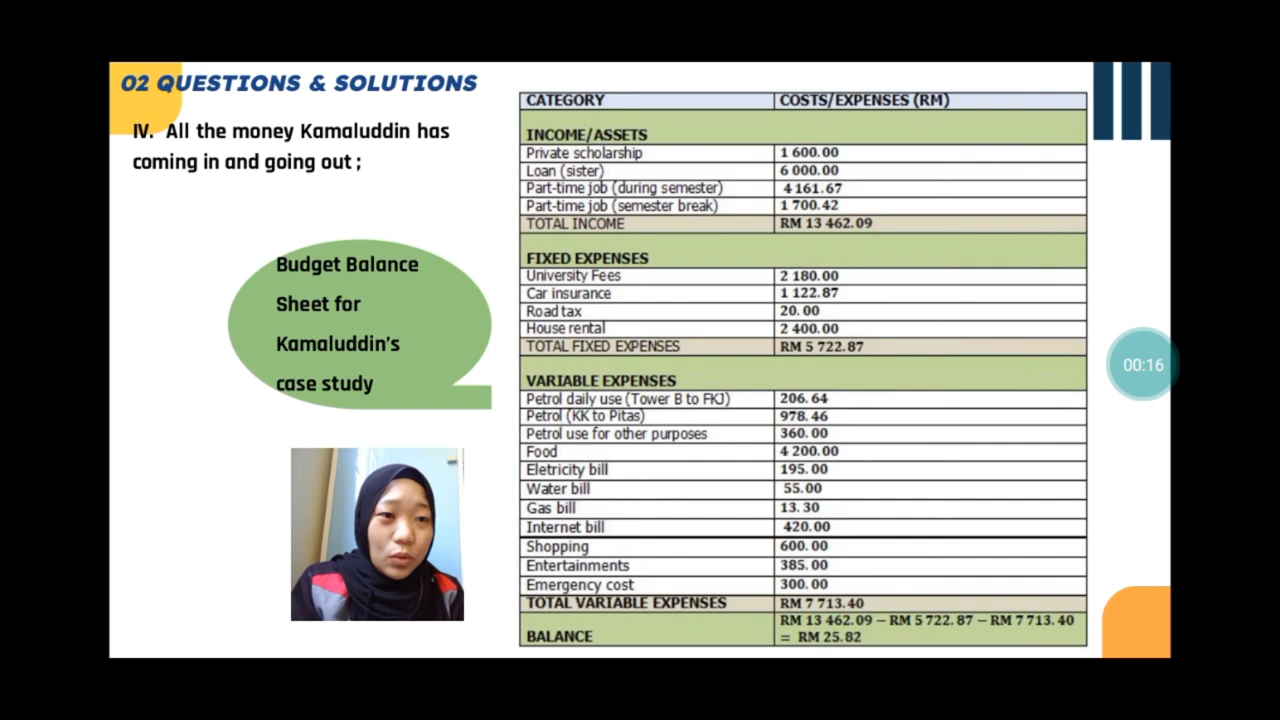 02 QUESTIONS & SOLUTIONS
IV. All the money Kamaluddin has
coming in and going out ;
Budget Balance
Sheet for
Kamaluddin's
case study
CATEGORY COSTS/EXPENSES (RM)
INCOME/ASSETS
Private scholarship 1 600.00
Loan (sister) 6 000.00
Part-time job (during semester) 4 161.67
Part-time job (semester break) 1 700.42
TOTAL INCOME RM 13 462.09
FIXED EXPENSES
University Fees 2 180.00
Car insurance 1 122.87
Road tax 20.00
House rental 2 400.00
TOTAL FIXED EXPENSES RM 5 722.87
VARIABLE EXPENSES
Petrol daily use (Tower B to FKJ) 206.64
Petrol (KK to Pitas) 978.46
Petrol use for other purposes 360.00
Food 4 200.00
Eletricity bill 195.00
Water bill 55.00
Gas bill 13.30
Internet bill 420.00
Shopping 600.00
Entertainments 385.00
Emergency cost 300.00
TOTAL VARIABLE EXPENSES RM 7 713.40
RM 13 462.09 − RM 5 722.87 − RM 7 713.40
BALANCE = RM 25.82
00:16